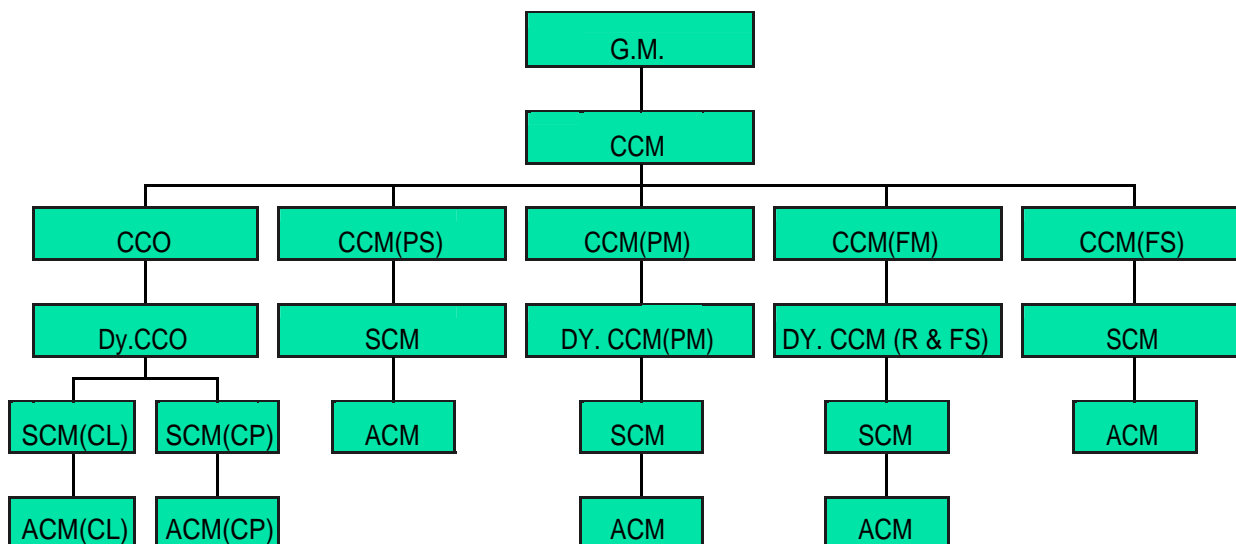 G.M.
CCM
CCO
CCM(PS)
CCM(PM)
CCM(FM)
CCM(FS)
Dy.CCO
SCM
DY. CCM(PM)
DY. CCM (R & FS)
SCM
SCM(CL)
SCM(CP)
ACM
SCM
SCM
ACM
ACM(CL)
ACM(CP)
ACM
ACM